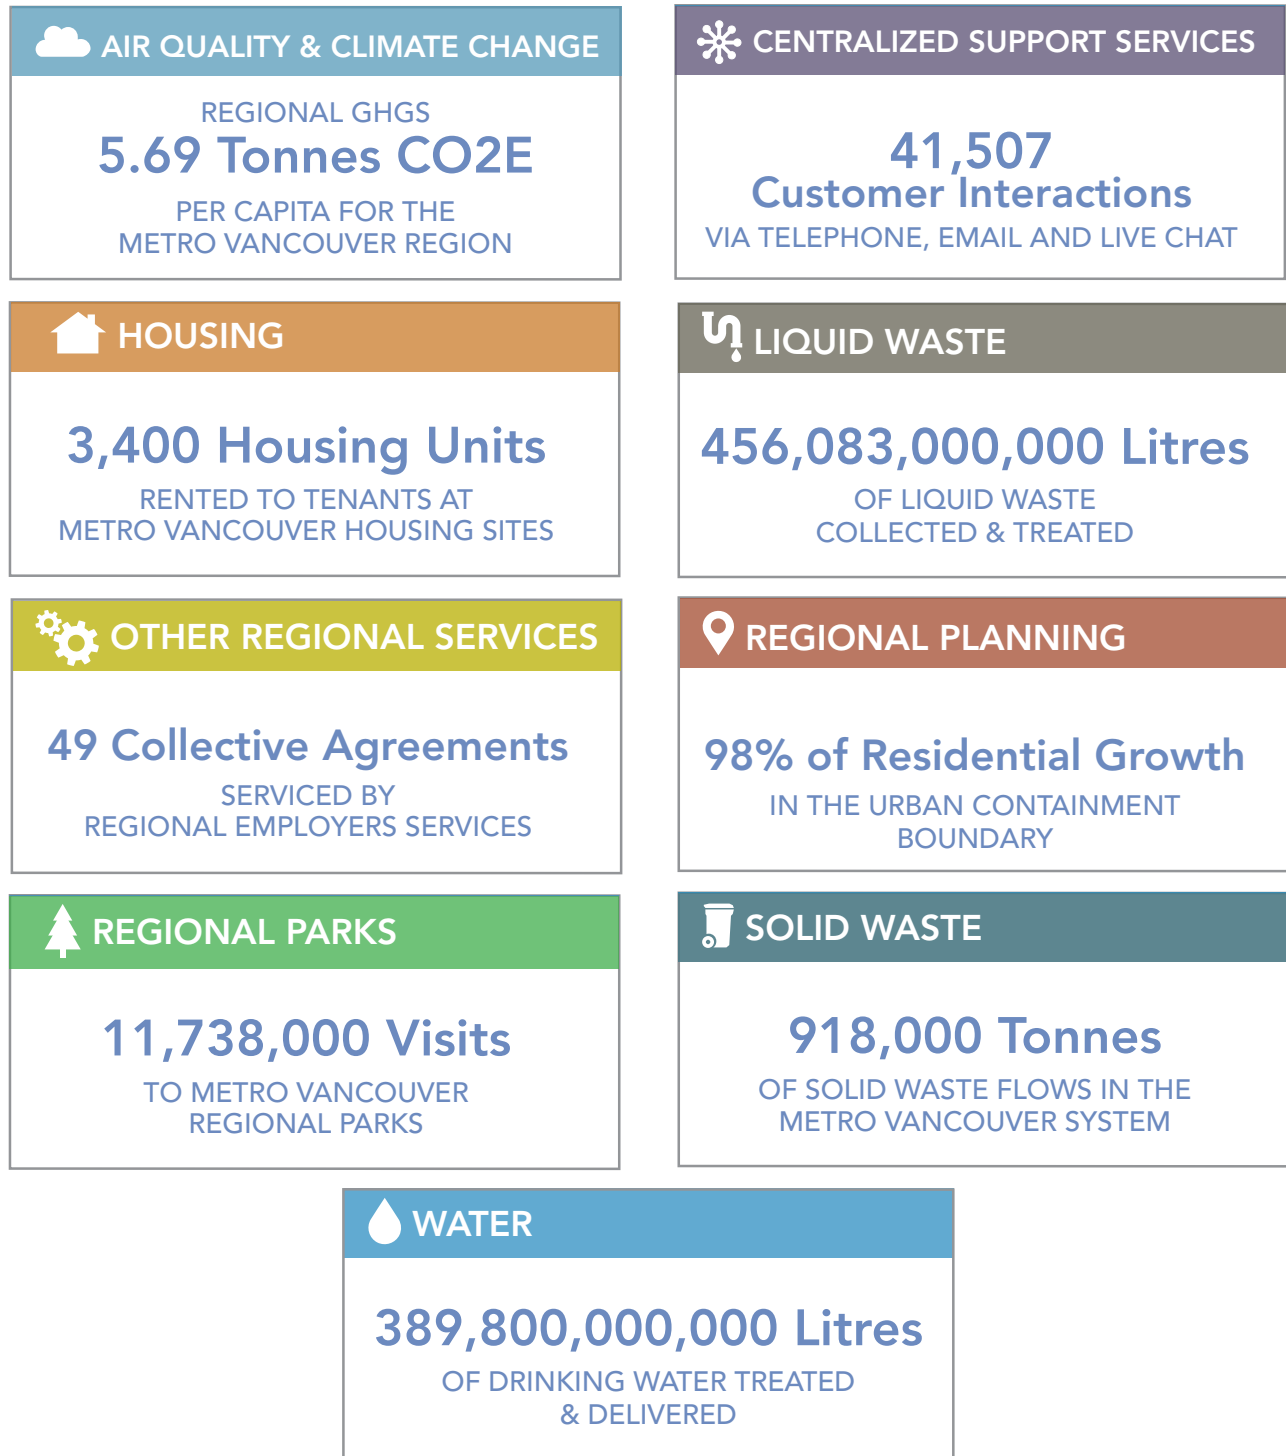 AIR QUALITY & CLIMATE CHANGE
REGIONAL GHGS
5.69 Tonnes CO2E
PER CAPITA FOR THE
METRO VANCOUVER REGION
CENTRALIZED SUPPORT SERVICES
41,507
Customer Interactions
VIA TELEPHONE, EMAIL AND LIVE CHAT
HOUSING
3,400 Housing Units
RENTED TO TENANTS AT
METRO VANCOUVER HOUSING SITES
LIQUID WASTE
456,083,000,000 Litres
OF LIQUID WASTE
COLLECTED & TREATED
OTHER REGIONAL SERVICES
49 Collective Agreements
SERVICED BY
REGIONAL EMPLOYERS SERVICES
REGIONAL PLANNING
98% of Residential Growth
IN THE URBAN CONTAINMENT
BOUNDARY
REGIONAL PARKS
11,738,000 Visits
TO METRO VANCOUVER
REGIONAL PARKS
SOLID WASTE
918,000 Tonnes
OF SOLID WASTE FLOWS IN THE
METRO VANCOUVER SYSTEM
WATER
389,800,000,000 Litres
OF DRINKING WATER TREATED
& DELIVERED